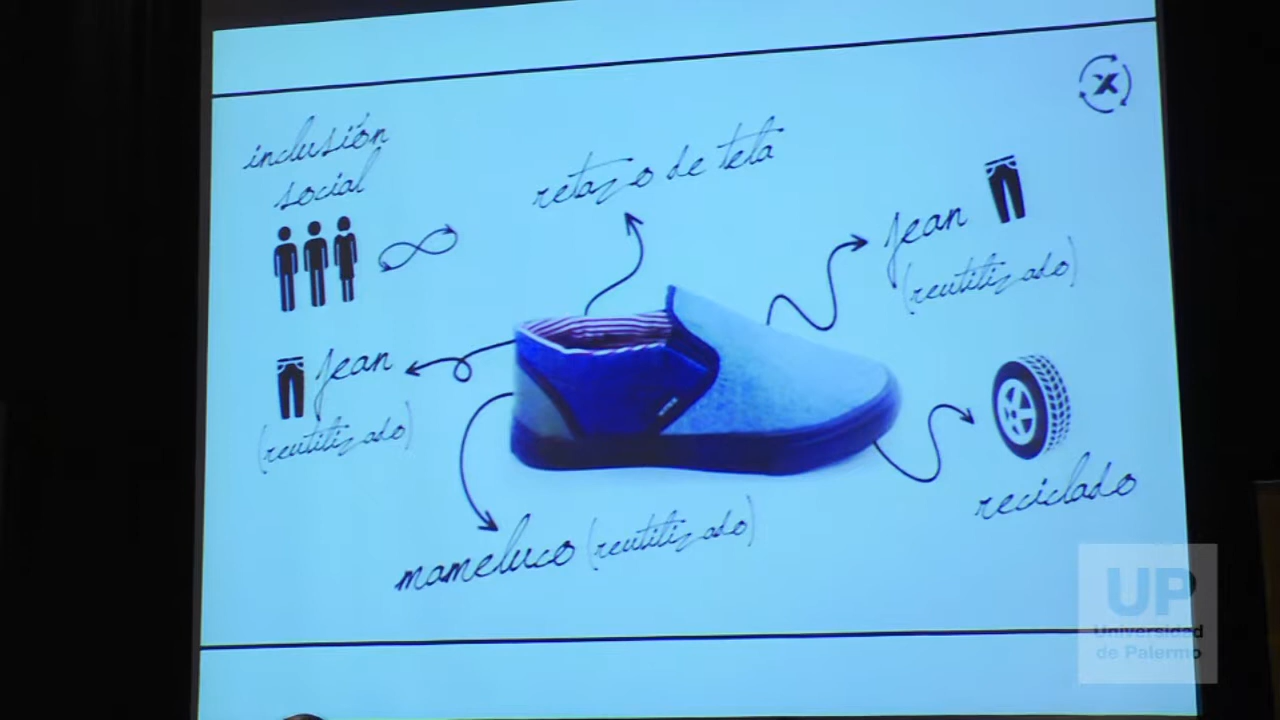 inclusión
social
retazo de tela
jean
(reutilizado)
jean
(reutilizado)
reciclado
mameluco (reutilizado)
X
UP
Universidad
de Palermo